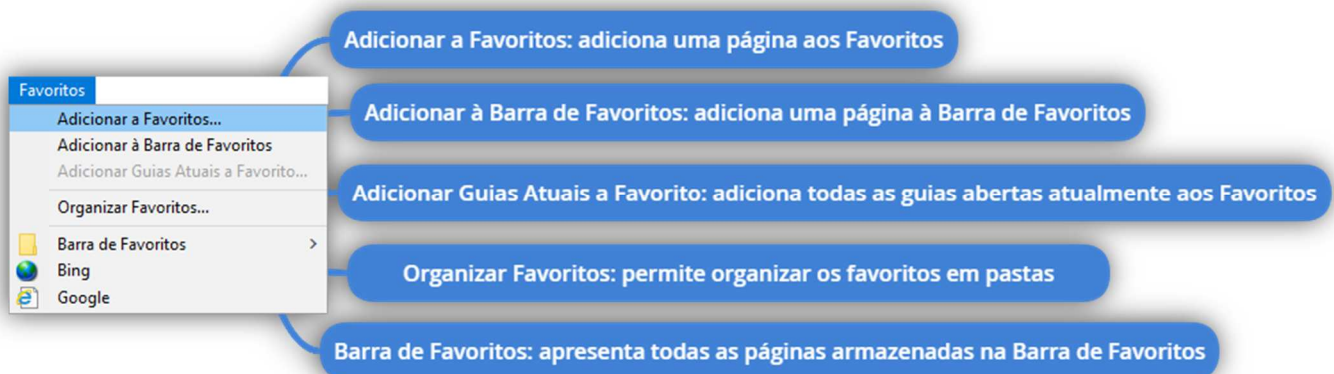 Favoritos
Adicionar a Favoritos...
Adicionar à Barra de Favoritos
Adicionar Guias Atuais a Favorito...
Organizar Favoritos...
Barra de Favoritos
Bing
Google
Adicionar a Favoritos: adiciona uma página aos Favoritos
Adicionar à Barra de Favoritos: adiciona uma página à Barra de Favoritos
Adicionar Guias Atuais a Favorito: adiciona todas as guias abertas atualmente aos Favoritos
Organizar Favoritos: permite organizar os favoritos em pastas
Barra de Favoritos: apresenta todas as páginas armazenadas na Barra de Favoritos